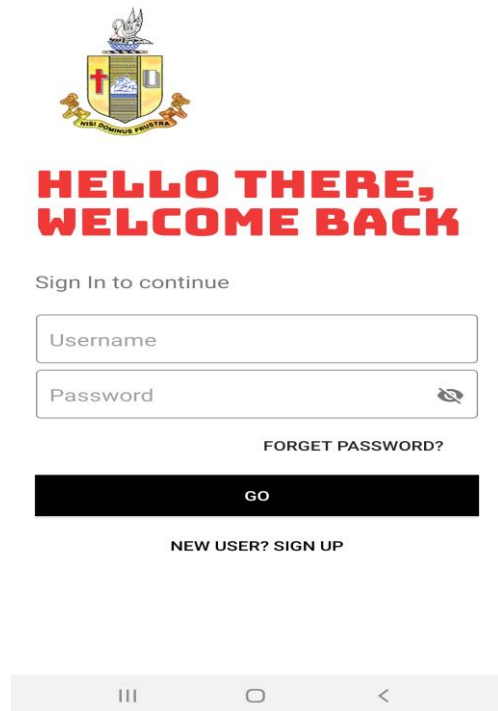 NISI DOMINUS FRUSTRA
HELLO THERE,
WELCOME BACK
Sign In to continue
Username
Password
FORGET PASSWORD?
GO
NEW USER? SIGN UP